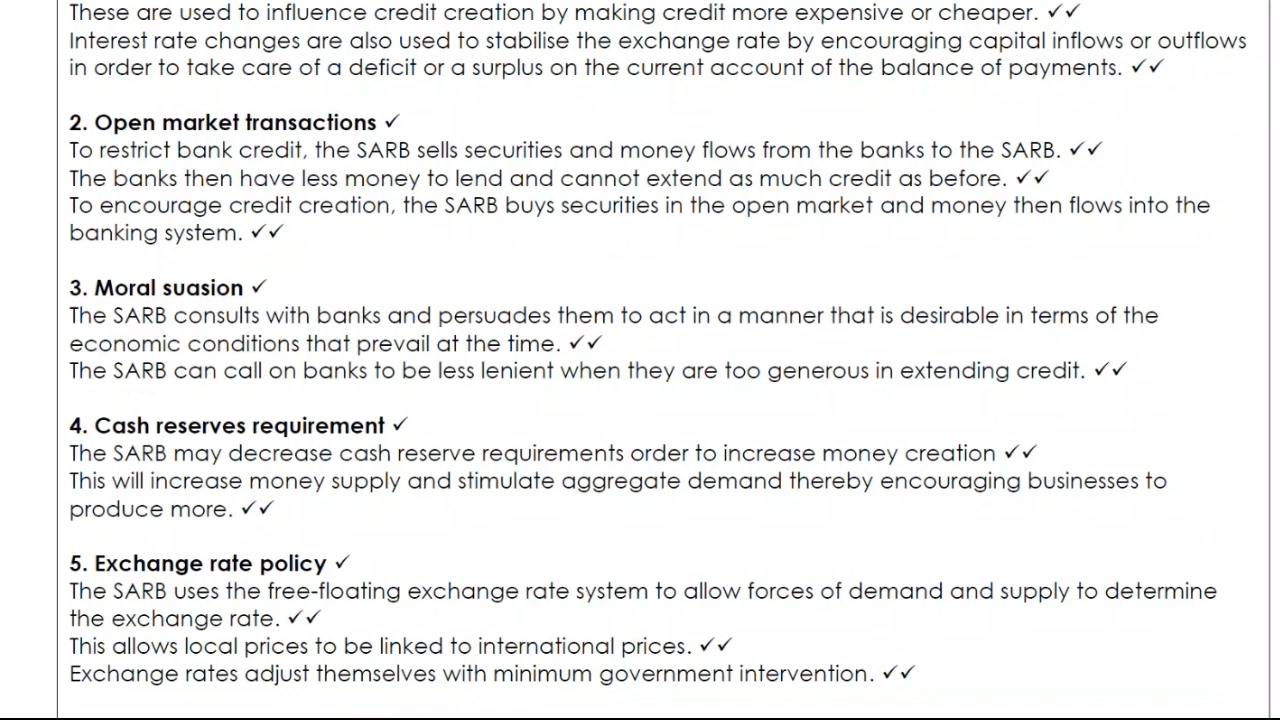 These are used to influence credit creation by making credit more expensive or cheaper. ✓✓
Interest rate changes are also used to stabilise the exchange rate by encouraging capital inflows or outflows
in order to take care of a deficit or a surplus on the current account of the balance of payments. ✓✓
2. Open market transactions ✓
To restrict bank credit, the SARB sells securities and money flows from the banks to the SARB. ✓✓
The banks then have less money to lend and cannot extend as much credit as before. ✓✓
To encourage credit creation, the SARB buys securities in the open market and money then flows into the
banking system. ✓✓
3. Moral suasion ✓
The SARB consults with banks and persuades them to act in a manner that is desirable in terms of the
economic conditions that prevail at the time. ✓✓
The SARB can call on banks to be less lenient when they are too generous in extending credit. ✓✓
4. Cash reserves requirement ✓
The SARB may decrease cash reserve requirements order to increase money creation ✓✓
This will increase money supply and stimulate aggregate demand thereby encouraging businesses to
produce more. ✓✓
5. Exchange rate policy ✓
The SARB uses the free-floating exchange rate system to allow forces of demand and supply to determine
the exchange rate. ✓✓
This allows local prices to be linked to international prices. ✓✓
Exchange rates adjust themselves with minimum government intervention. ✓✓